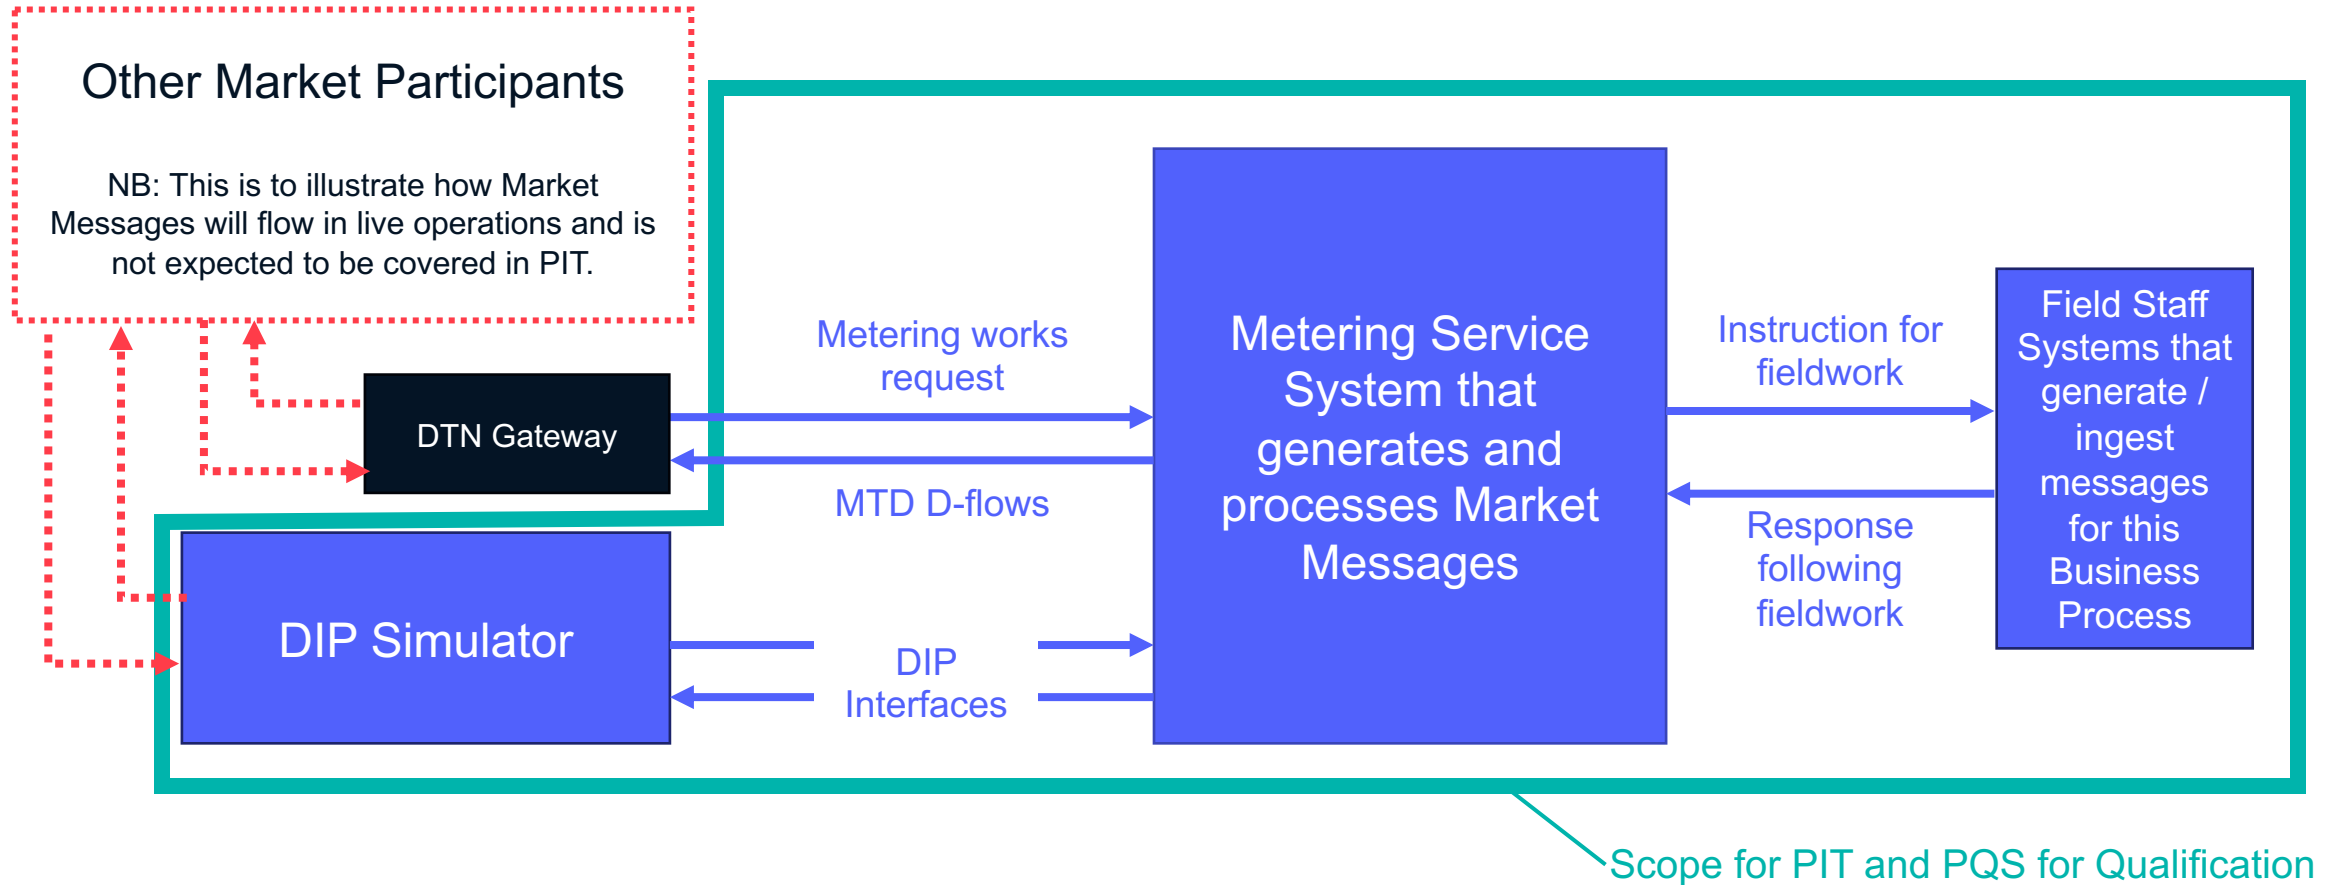 Other Market Participants
NB: This is to illustrate how Market
Messages will flow in live operations and is
not expected to be covered in PIT.
DTN Gateway
Metering works
request
MTD D-flows
DIP Simulator
DIP
Interfaces
Metering Service
System that
generates and
processes Market
Messages
Instruction for
fieldwork
Response
following
fieldwork
Field Staff
Systems that
generate /
ingest
messages
for this
Business
Process
Scope for PIT and PQS for Qualification